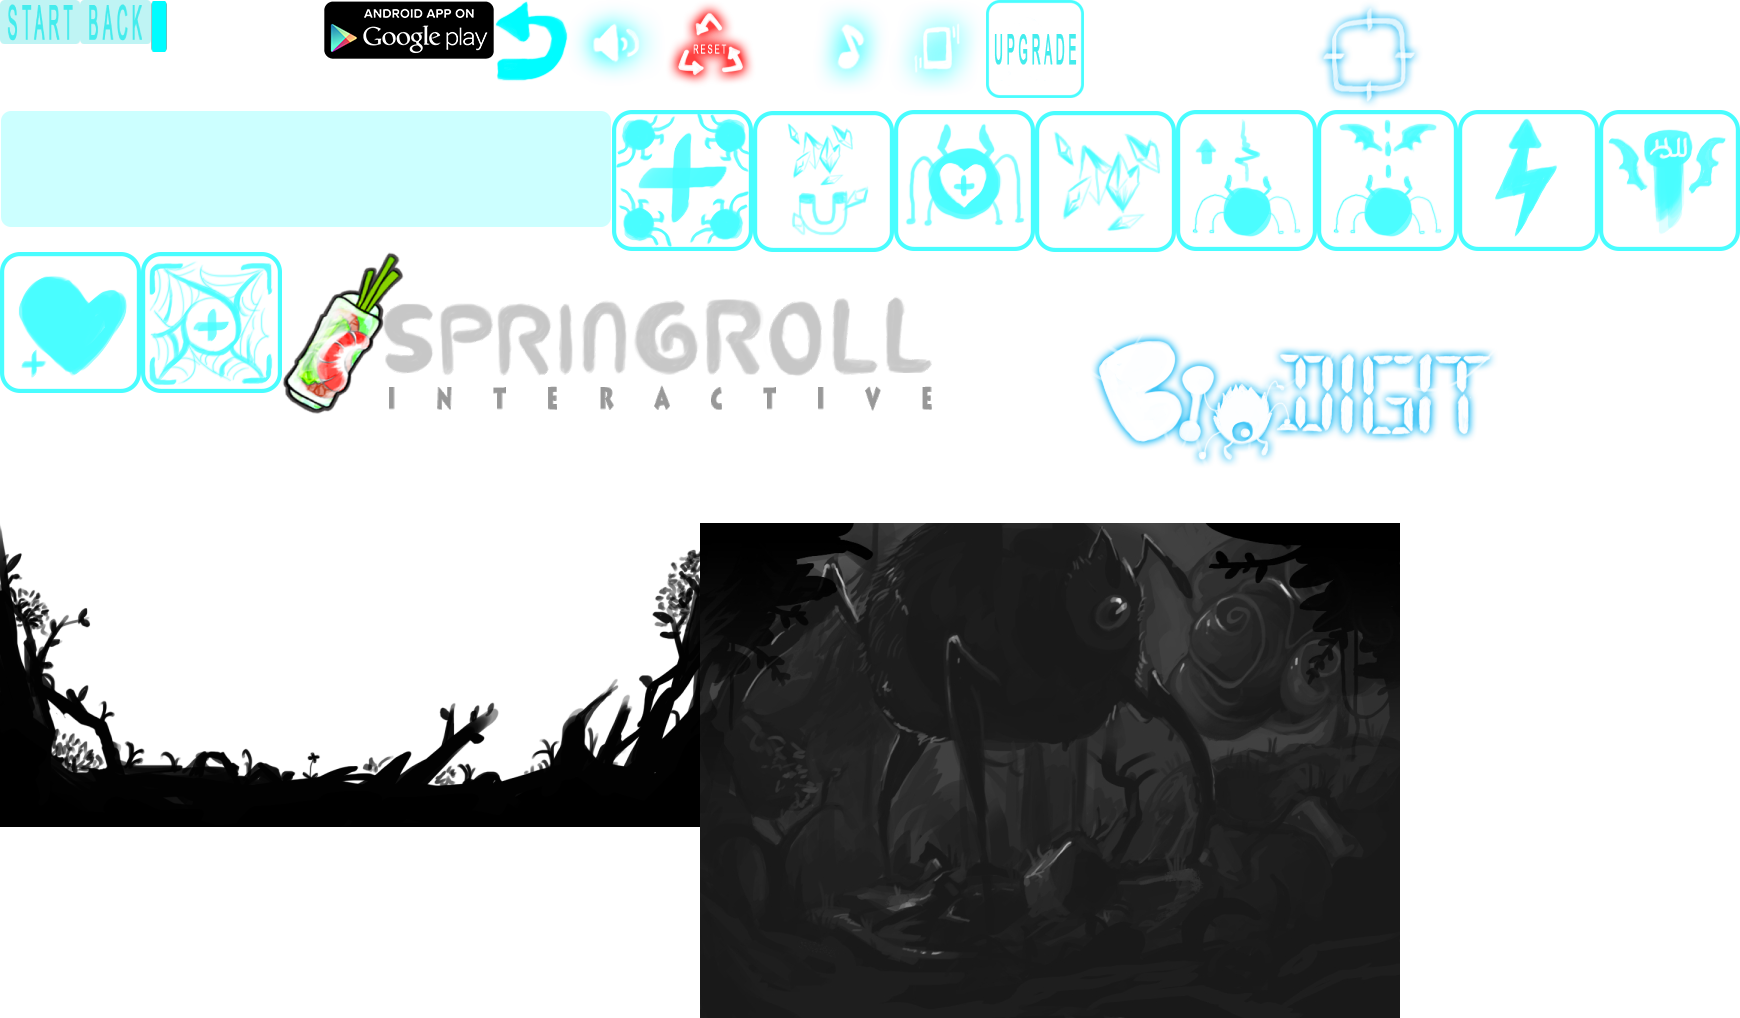 START BACK
ANDROID APP ON
Google play
RESET
UPGRADE
SPRINGROLL
INTERACTIVE
BIODIGIT